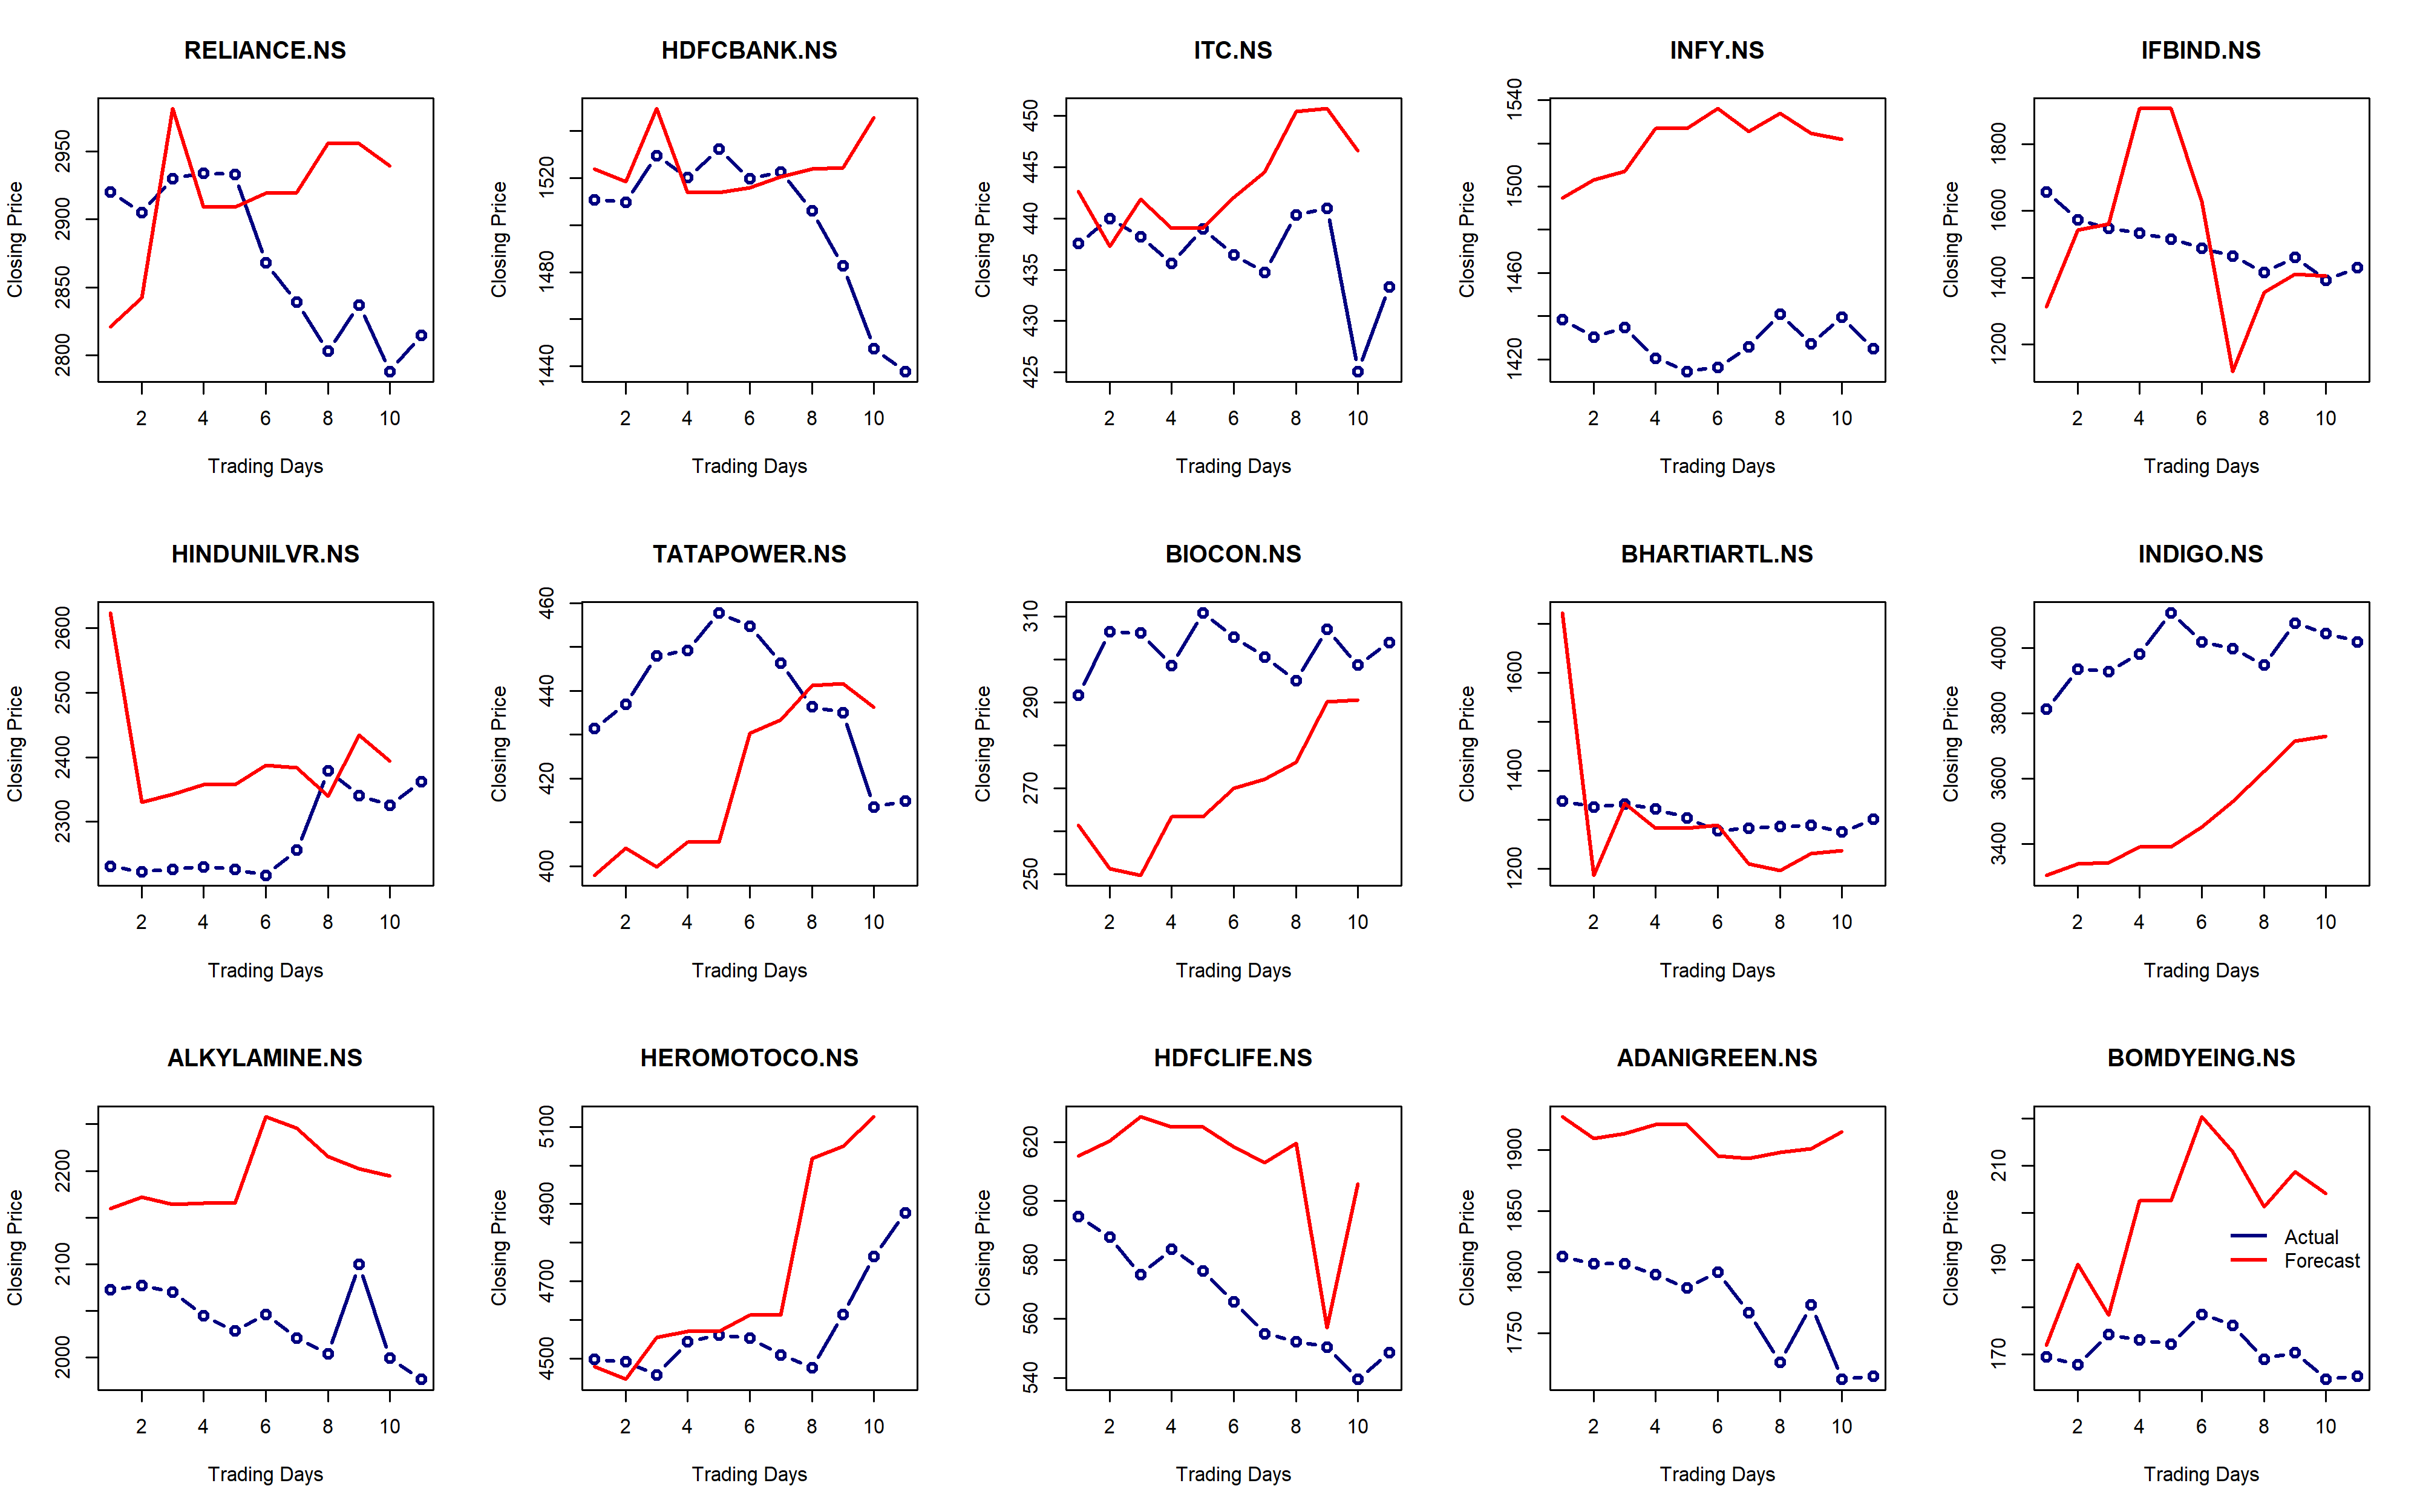 RELIANCE.NS
Closing Price
2800 2850 2900 2950
2 4 6 8 10
Trading Days
HDFCBANK.NS
Closing Price
1440 1480 1520
2 4 6 8 10
Trading Days
ITC.NS
Closing Price
425 430 435 440 445 450
2 4 6 8 10
Trading Days
INFY.NS
Closing Price
1420 1460 1500 1540
2 4 6 8 10
Trading Days
IFBIND.NS
Closing Price
1200 1400 1600 1800
2 4 6 8 10
Trading Days
HINDUNILVR.NS
Closing Price
2300 2400 2500 2600
2 4 6 8 10
Trading Days
TATAPOWER.NS
Closing Price
400 420 440 460
2 4 6 8 10
Trading Days
BIOCON.NS
Closing Price
250 270 290 310
2 4 6 8 10
Trading Days
BHARTIARTL.NS
Closing Price
1200 1400 1600
2 4 6 8 10
Trading Days
INDIGO.NS
Closing Price
3400 3600 3800 4000
2 4 6 8 10
Trading Days
ALKYLAMINE.NS
Closing Price
2000 2100 2200
2 4 6 8 10
Trading Days
HEROMOTOCO.NS
Closing Price
4500 4700 4900 5100
2 4 6 8 10
Trading Days
HDFCLIFE.NS
Closing Price
540 560 580 600 620
2 4 6 8 10
Trading Days
ADANIGREEN.NS
Closing Price
1750 1800 1850 1900
2 4 6 8 10
Trading Days
BOMDYEING.NS
Closing Price
170 190 210
Actual
Forecast
2 4 6 8 10
Trading Days